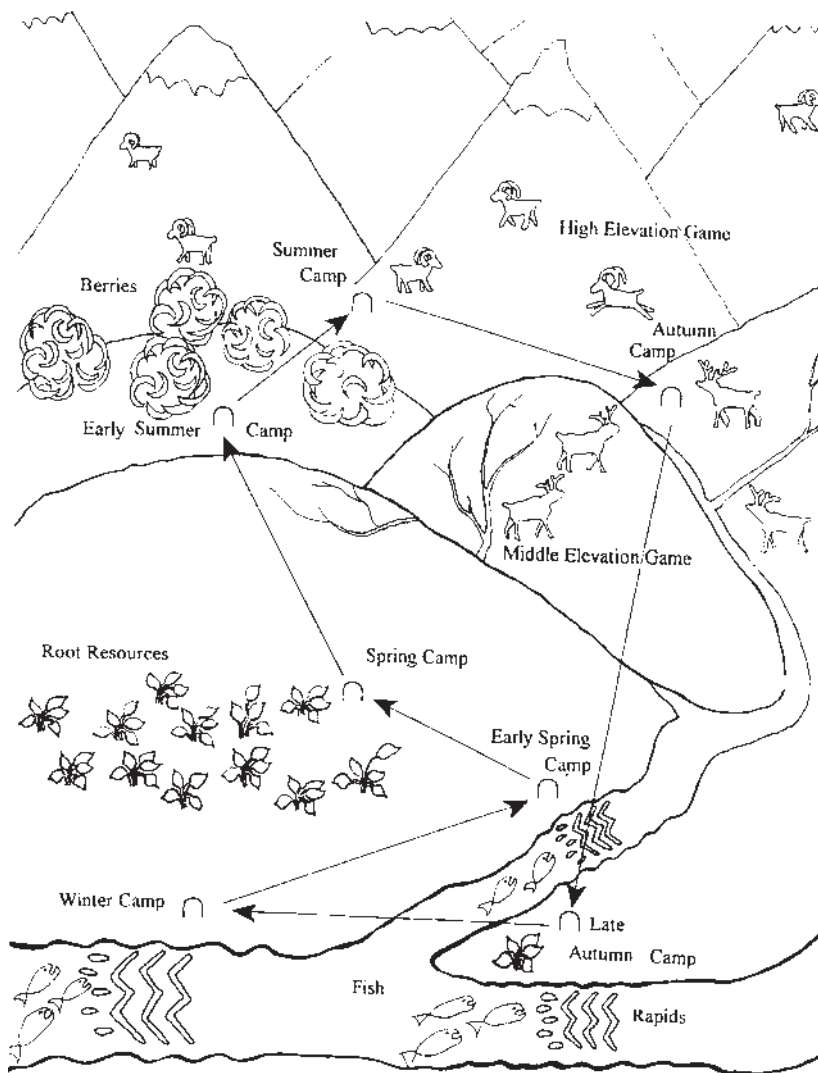 Summer
Camp
High Elevation Game
Berries
Autumn
Camp
Early Summer Camp
Middle Elevation Game
Root Resources
Spring Camp
Early Spring
Camp
Winter Camp
Late
Autumn Camp
Fish
Rapids